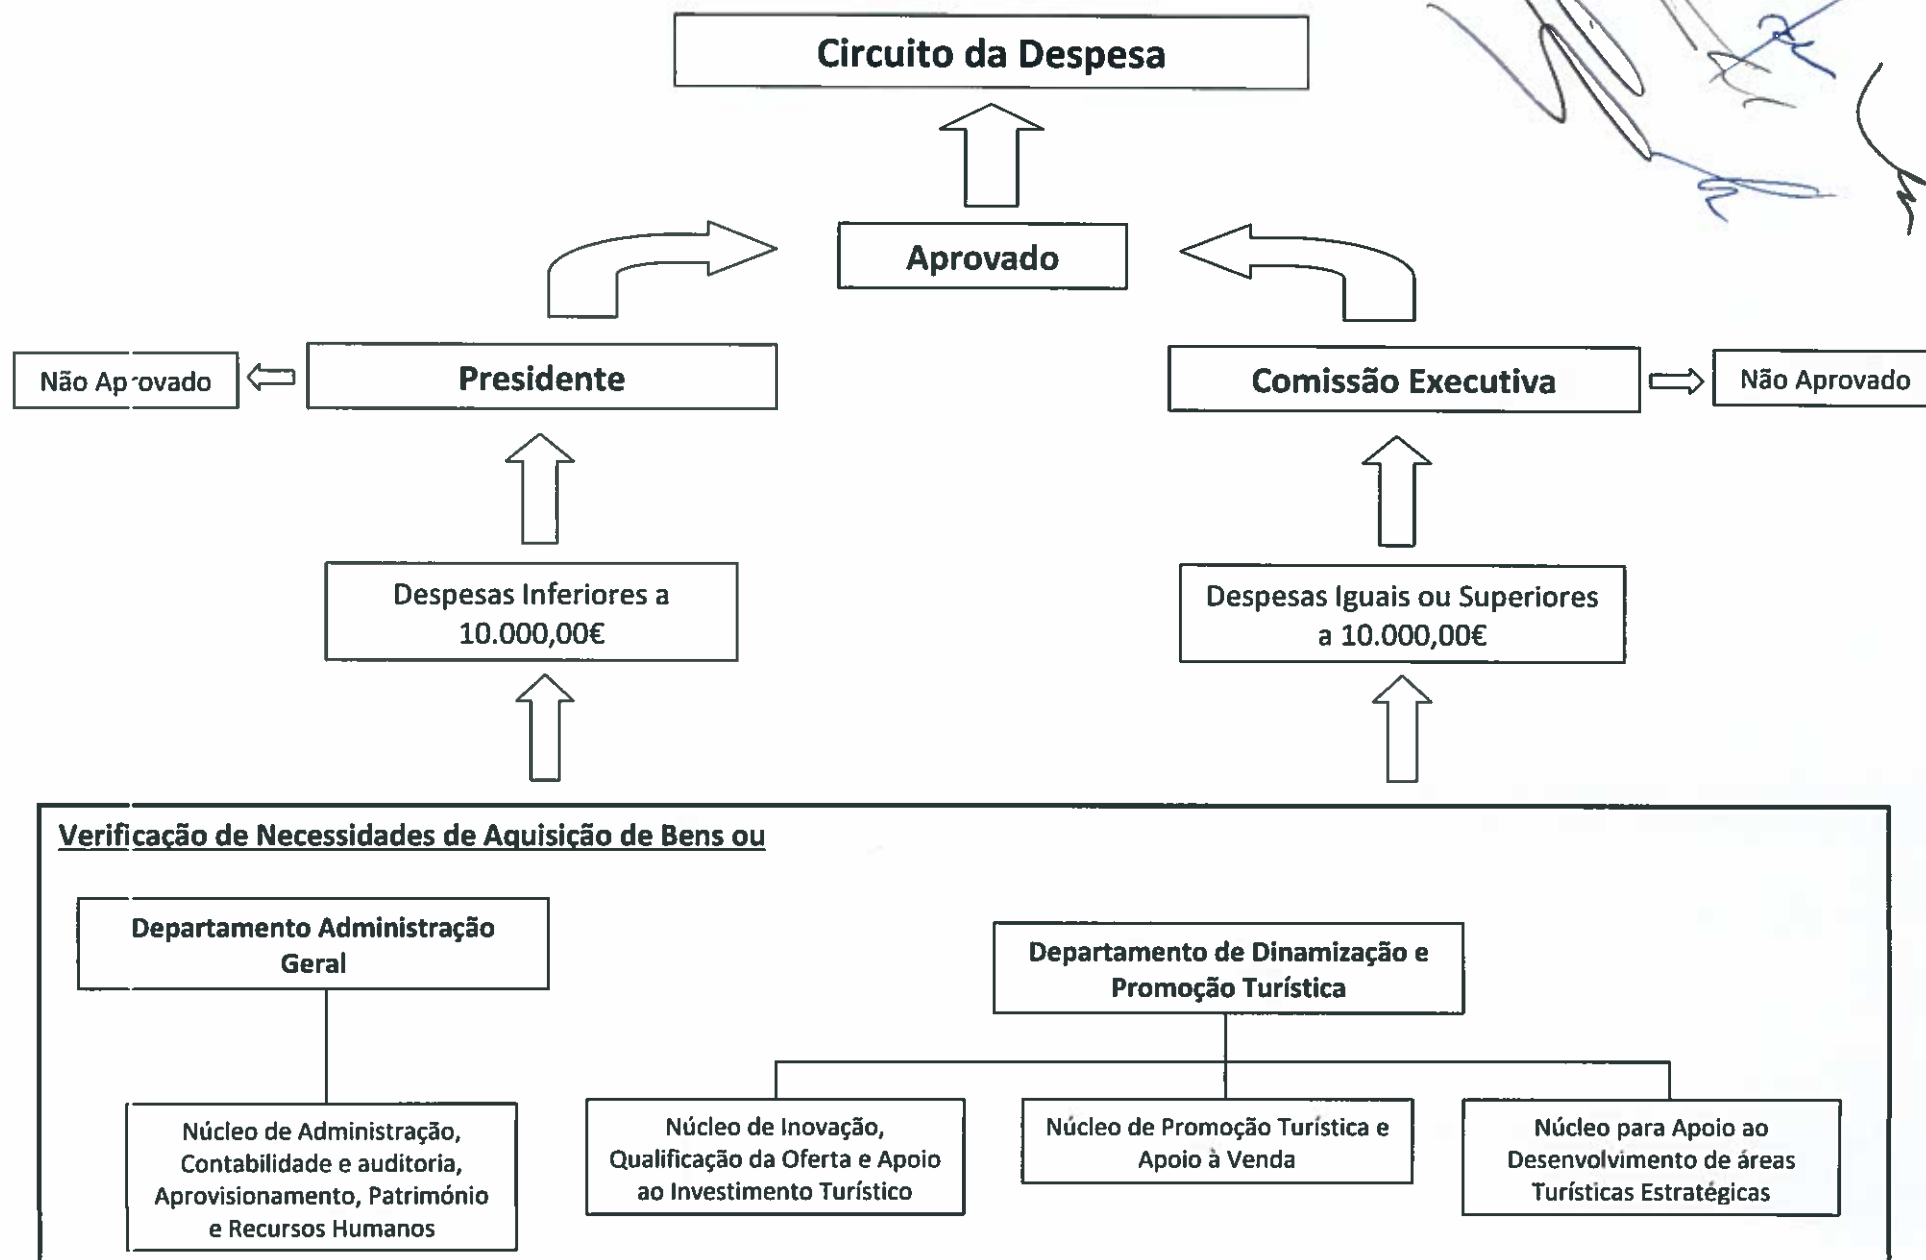 Circuito da Despesa
Aprovado
Não Aprovado
Presidente
Comissão Executiva
Não Aprovado
Despesas Inferiores a
10.000,00€
Despesas Iguais ou Superiores
a 10.000,00€
Verificação de Necessidades de Aquisição de Bens ou
Departamento Administração
Geral
Departamento de Dinamização e
Promoção Turística
Núcleo de Administração,
Contabilidade e auditoria,
Aprovisionamento, Património
e Recursos Humanos
Núcleo de Inovação,
Qualificação da Oferta e Apoio
ao Investimento Turístico
Núcleo de Promoção Turística e
Apoio à Venda
Núcleo para Apoio ao
Desenvolvimento de áreas
Turísticas Estratégicas